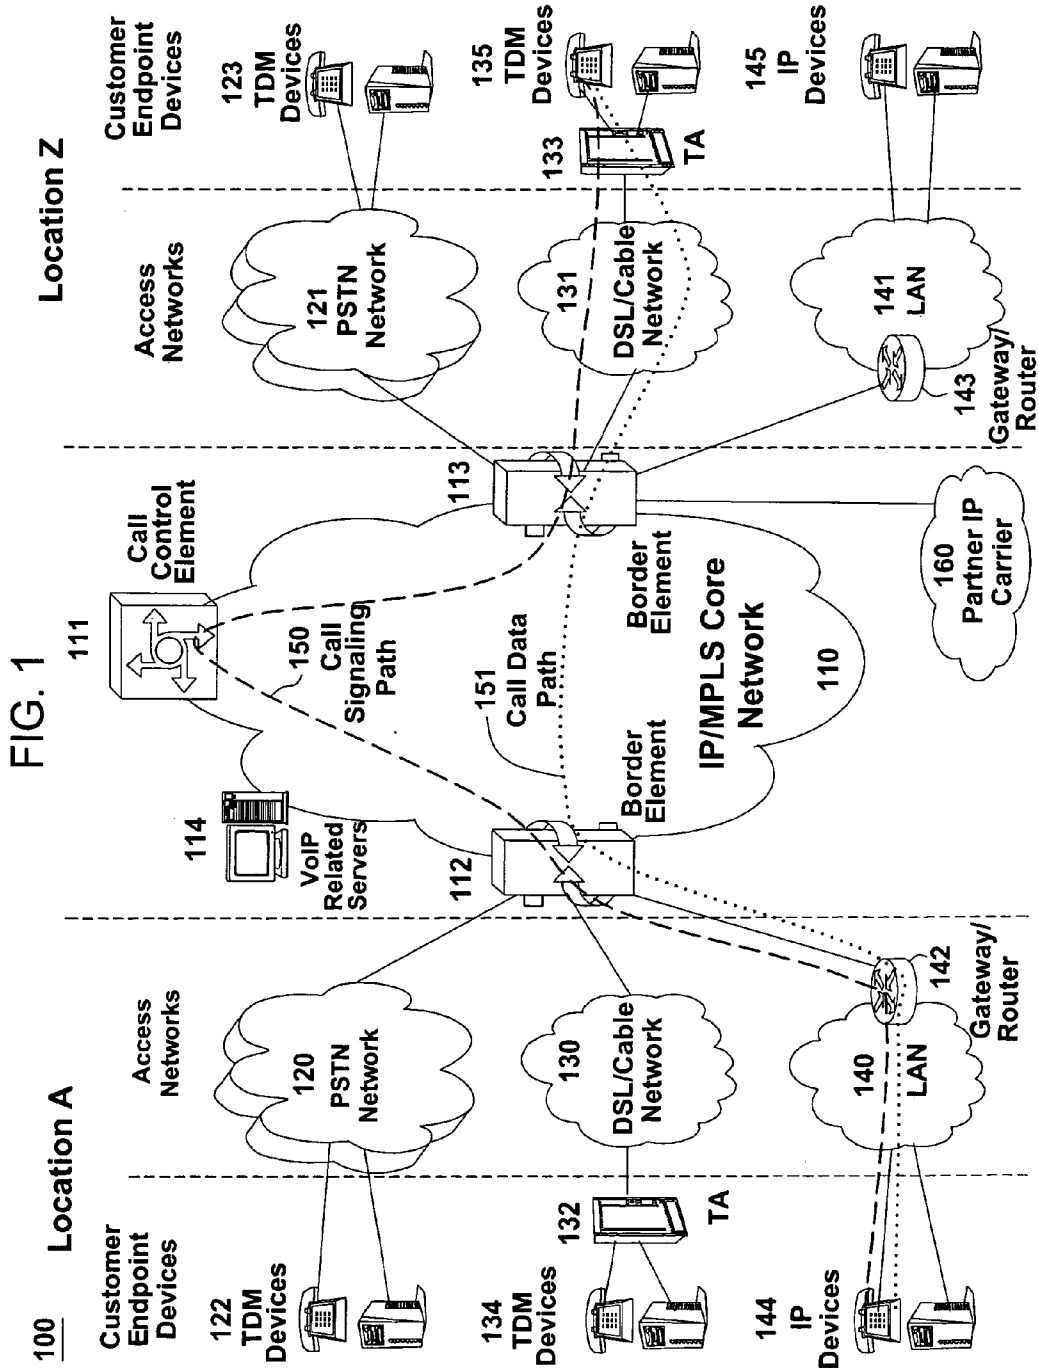 FIG. 1
100
Location A
Location Z
Customer
Endpoint
Devices
Access
Networks
114
VoIP
Related
Servers
111
Call
Control
Element
Access
Networks
Customer
Endpoint
Devices
122
TDM
Devices
120
PSTN
Network
150
Call
Signaling
Path
121
PSTN
Network
123
TDM
Devices
134
TDM
Devices
132
TA
130
DSL/Cable
Network
112
Border
Element
151
Call Data
Path
113
Border
Element
131
DSL/Cable
Network
133
TA
135
TDM
Devices
IP/MPLS Core
Network
110
144
IP
Devices
140
LAN
142
Gateway/
Router
160
Partner IP
Carrier
143
Gateway/
Router
141
LAN
145
IP
Devices